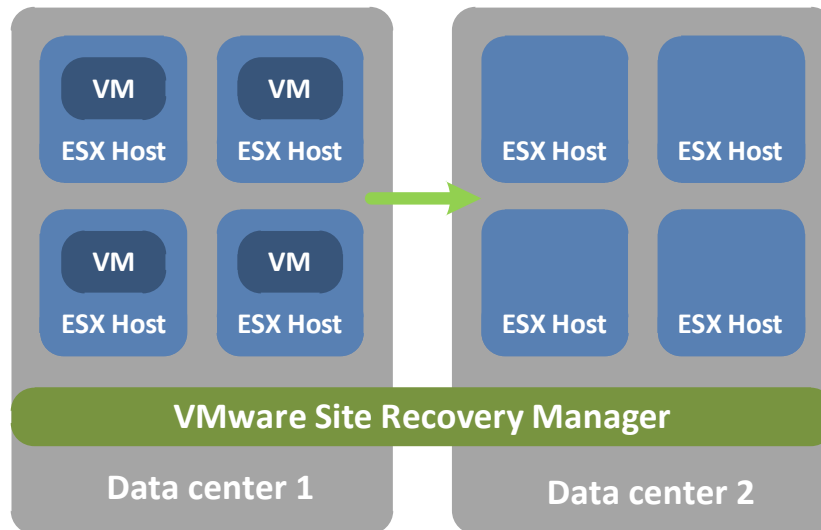 VM
ESX Host
VM
ESX Host
VM
ESX Host
VM
ESX Host
ESX Host
ESX Host
ESX Host
ESX Host
VMware Site Recovery Manager
Data center 1
Data center 2